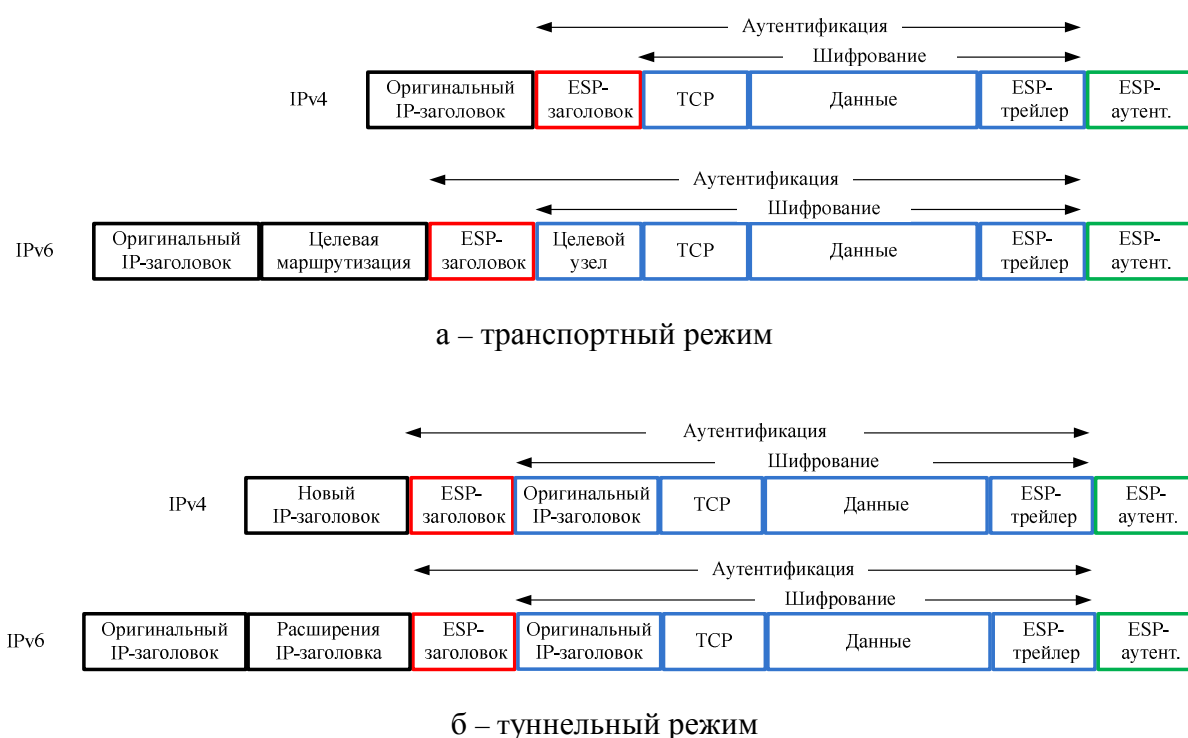 Аутентификация
Шифрование
IPv4
Оригинальный
IP-заголовок
ESP-
заголовок
TCP
Данные
ESP-
трейлер
ESP-
аутент.
Аутентификация
Шифрование
IPv6
Оригинальный
IP-заголовок
Целевая
маршрутизация
ESP-
заголовок
Целевой
узел
TCP
Данные
ESP-
трейлер
ESP-
аутент.
а – транспортный режим
Аутентификация
Шифрование
IPv4
Новый
IP-заголовок
ESP-
заголовок
Оригинальный
IP-заголовок
TCP
Данные
ESP-
трейлер
ESP-
аутент.
Аутентификация
Шифрование
IPv6
Оригинальный
IP-заголовок
Расширения
IP-заголовка
ESP-
заголовок
Оригинальный
IP-заголовок
TCP
Данные
ESP-
трейлер
ESP-
аутент.
б – туннельный режим